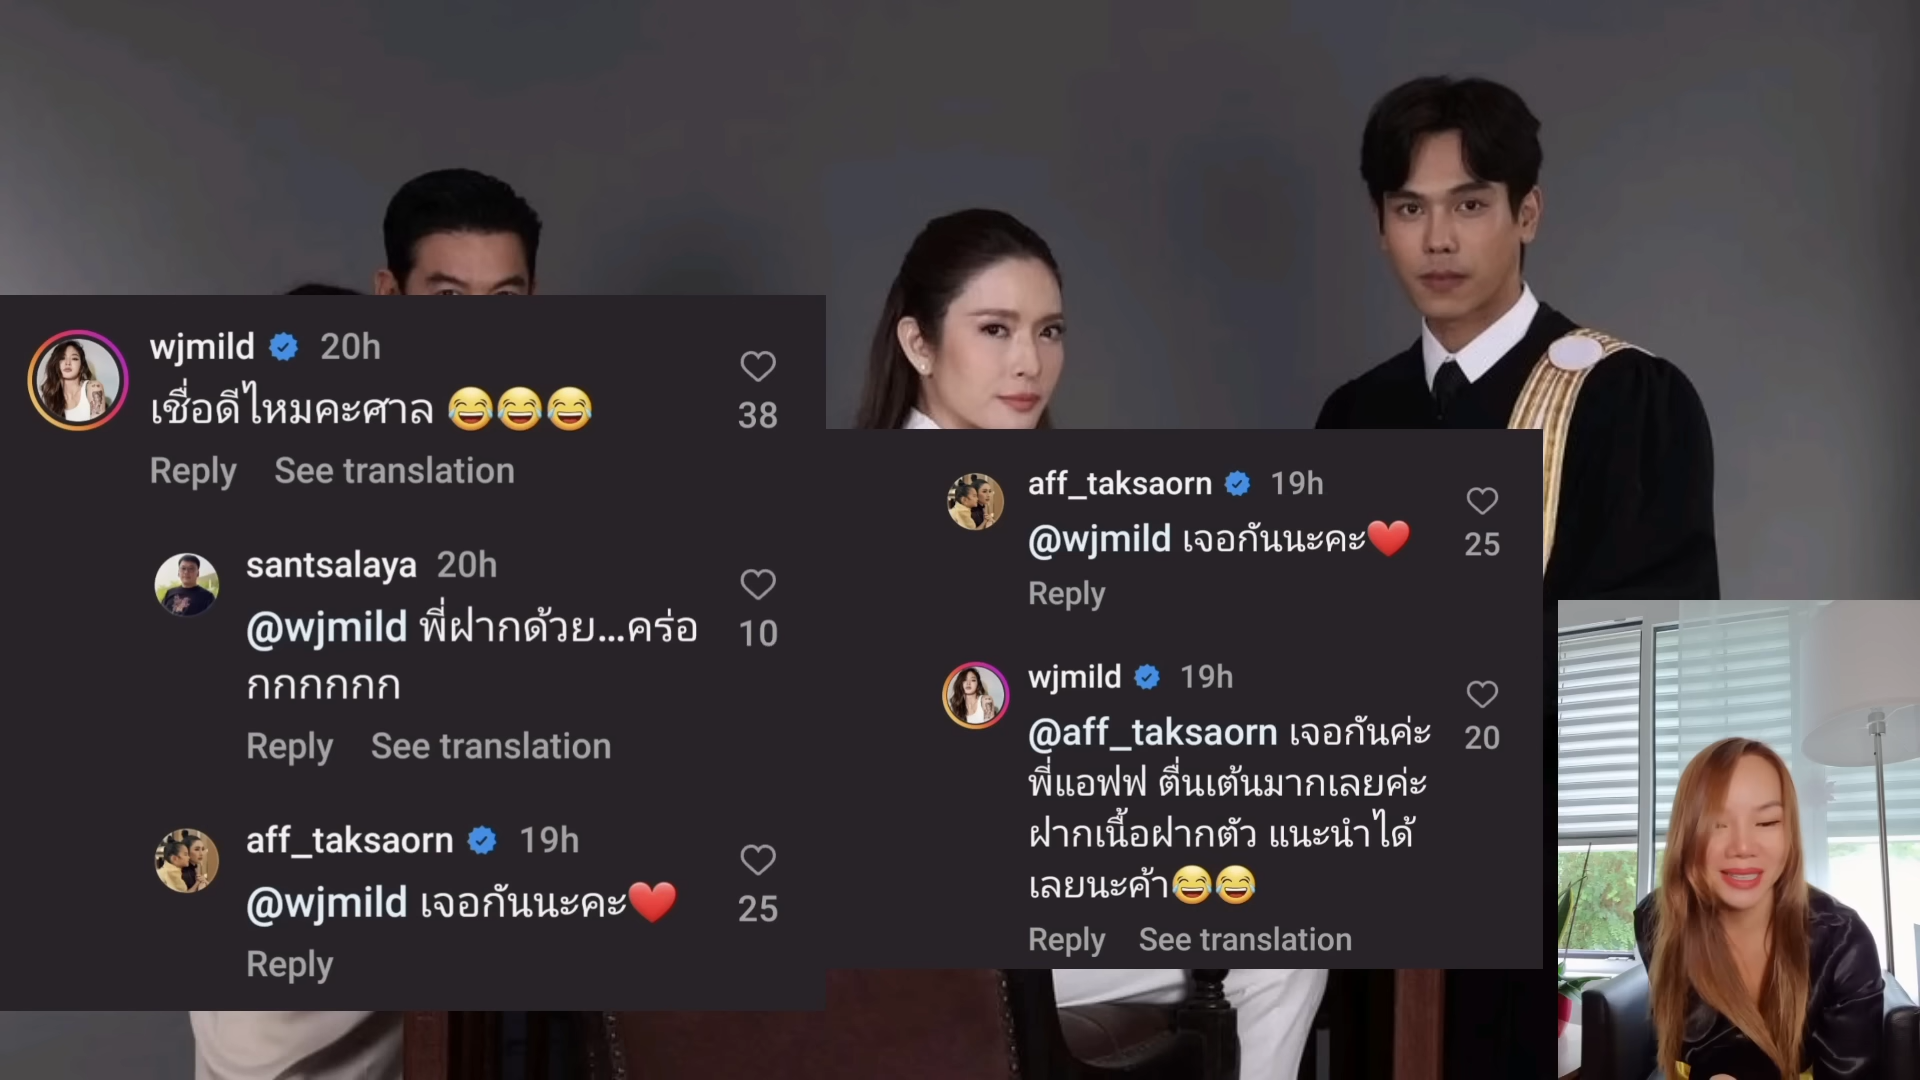 wjmild 20h
เชื่อดีไหมคะศาล 😂😂😂
38
Reply See translation
santsalaya 20h
@wjmild พี่ฝากด้วย...คร่อ
กกกกกก
10
Reply See translation
aff_taksaorn 19h
@wjmild เจอกันนะคะ❤️
25
Reply
aff_taksaorn 19h
@wjmild เจอกันนะคะ❤️
25
Reply
wjmild 19h
@aff_taksaorn เจอกันค่ะ
20
พี่แอฟฟ ตื่นเต้นมากเลยค่ะ
ฝากเนื้อฝากตัว แนะนำได้
เลยนะค้า😂😂
Reply See translation